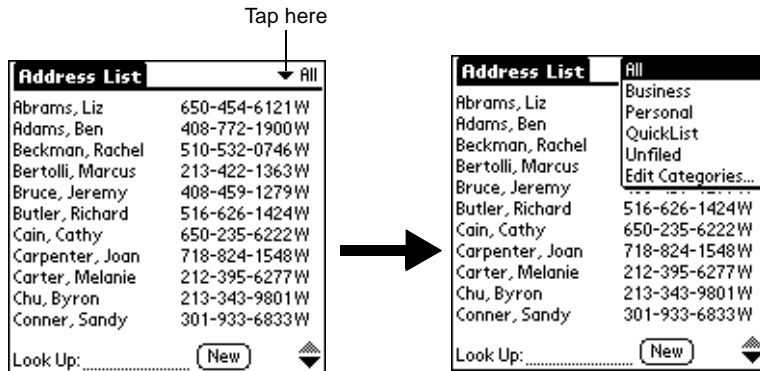 Tap here
Address List All
Abrams, Liz 650-454-6121W
Adams, Ben 408-772-1900W
Beckman, Rachel 510-532-0746W
Bertolli, Marcus 213-422-1363W
Bruce, Jeremy 408-459-1279W
Butler, Richard 516-626-1424W
Cain, Cathy 650-235-6222W
Carpenter, Joan 718-824-1548W
Carter, Melanie 212-395-6277W
Chu, Byron 213-343-9801W
Conner, Sandy 301-933-6833W
Look Up: New
Address List
All
Business
Personal
QuickList
Unfiled
Edit Categories...
Abrams, Liz
Adams, Ben
Beckman, Rachel
Bertolli, Marcus
Bruce, Jeremy
Butler, Richard 516-626-1424W
Cain, Cathy 650-235-6222W
Carpenter, Joan 718-824-1548W
Carter, Melanie 212-395-6277W
Chu, Byron 213-343-9801W
Conner, Sandy 301-933-6833W
Look Up: New